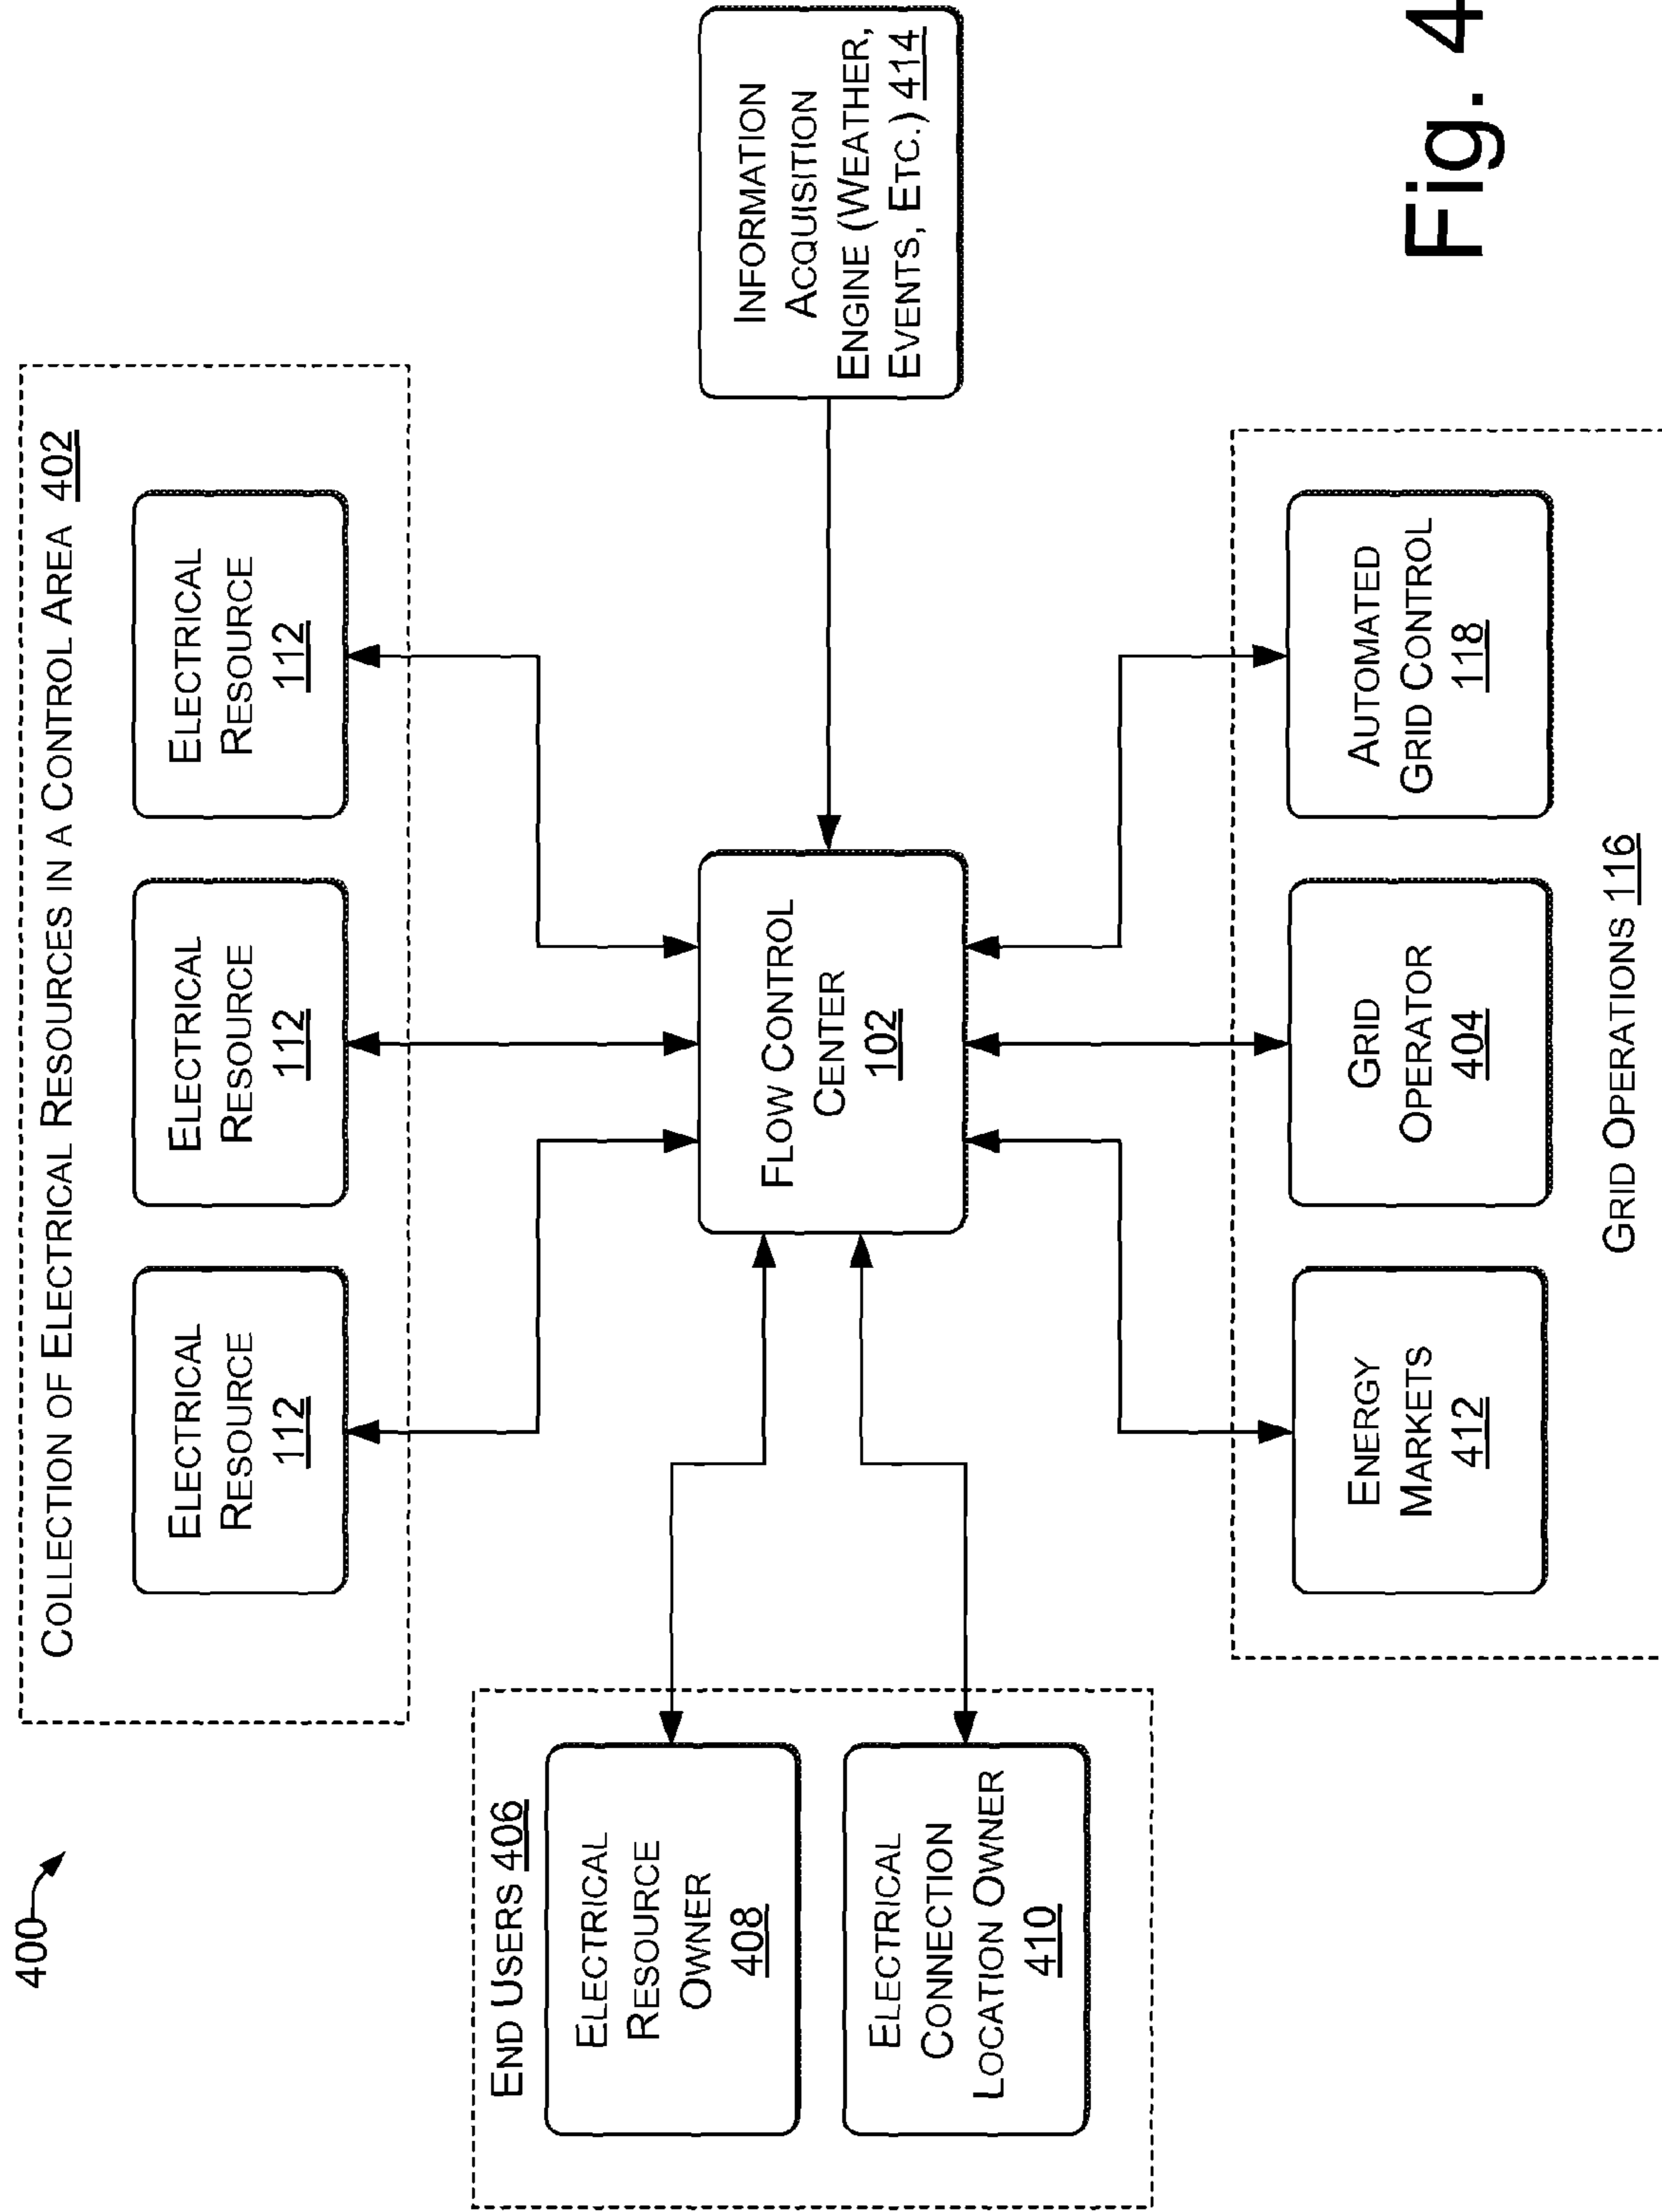 400
COLLECTION OF ELECTRICAL RESOURCES IN A CONTROL AREA 402
ELECTRICAL
RESOURCE
112
ELECTRICAL
RESOURCE
112
ELECTRICAL
RESOURCE
112
END USERS 406
ELECTRICAL
RESOURCE
OWNER
408
ELECTRICAL
CONNECTION
LOCATION OWNER
410
FLOW CONTROL
CENTER
102
INFORMATION
ACQUISITION
ENGINE (WEATHER,
EVENTS, ETC.) 414
ENERGY
MARKETS
412
GRID
OPERATOR
404
AUTOMATED
GRID CONTROL
118
GRID OPERATIONS 116
Fig. 4